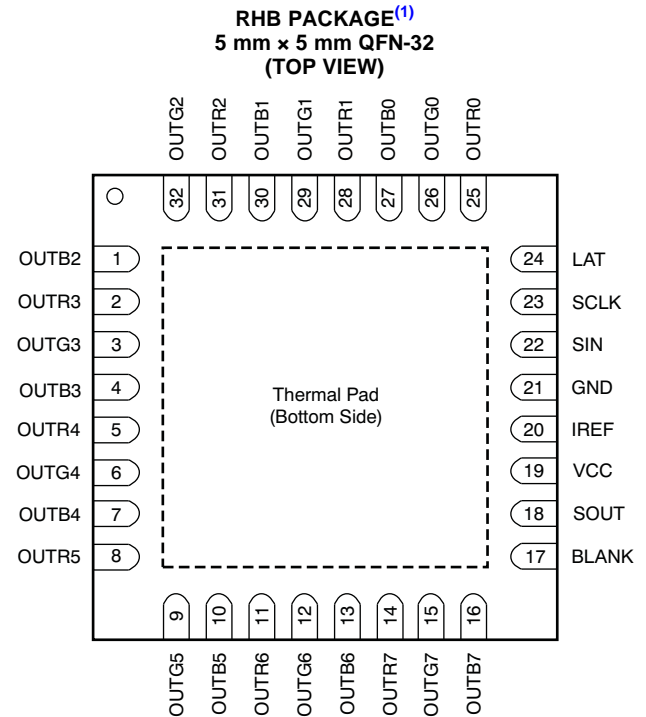 RHB PACKAGE(1)
5 mm × 5 mm QFN-32
(TOP VIEW)
OUTG2 OUTR2 OUTB1 OUTG1 OUTR1 OUTB0 OUTG0 OUTR0
32 31 30 29 28 27 26 25
OUTB2 1 24 LAT
OUTR3 2 23 SCLK
OUTG3 3 22 SIN
OUTB3 4 21 GND
OUTR4 5 20 IREF
OUTG4 6 19 VCC
OUTB4 7 18 SOUT
OUTR5 8 17 BLANK
Thermal Pad
(Bottom Side)
9 10 11 12 13 14 15 16
OUTG5 OUTB5 OUTR6 OUTG6 OUTB6 OUTR7 OUTG7 OUTB7